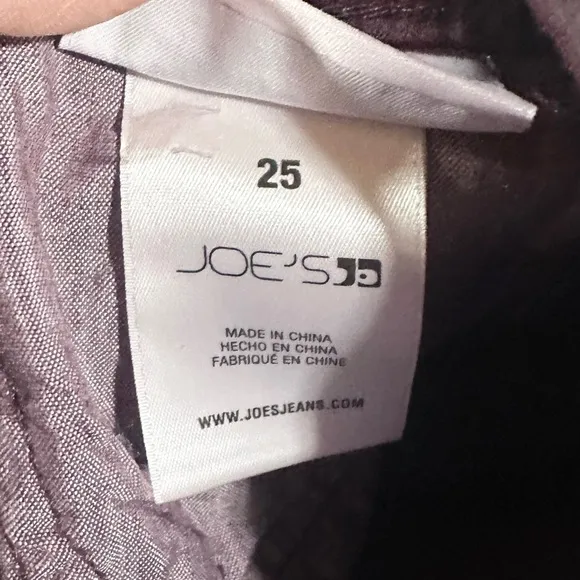 25
JOE'S
MADE IN CHINA
HECHO EN CHINA
FABRIQUÉ EN CHINE
WWW.JOESJEANS.COM